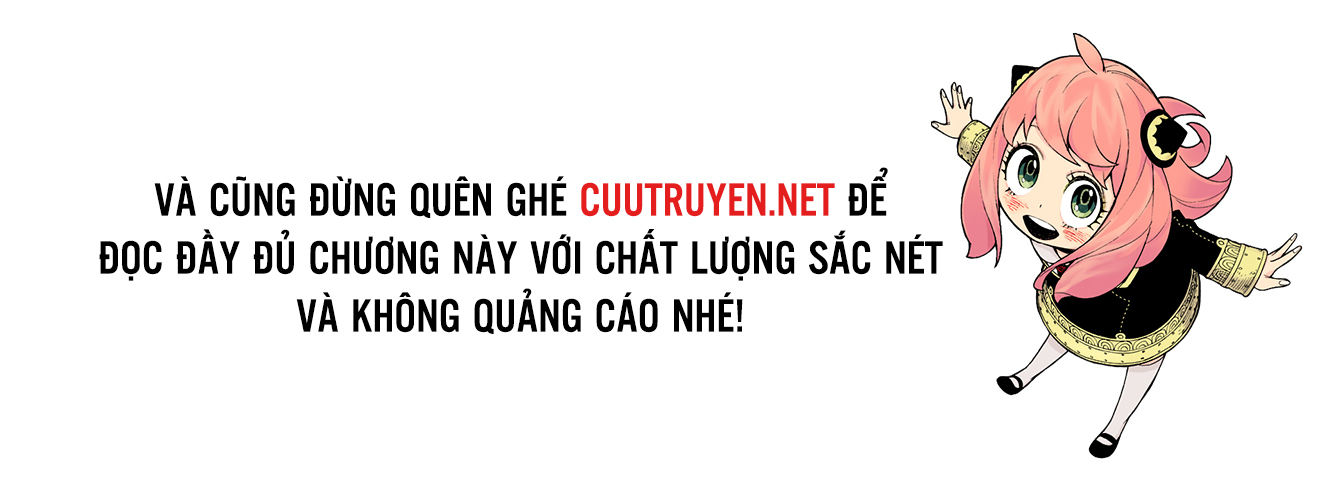 VÀ CŨNG ĐỪNG QUÊN GHÉ CUUTRUYEN.NET ĐỂ
ĐỌC ĐẦY ĐỦ CHƯƠNG NÀY VỚI CHẤT LƯỢNG SẮC NÉT
VÀ KHÔNG QUẢNG CÁO NHÉ!